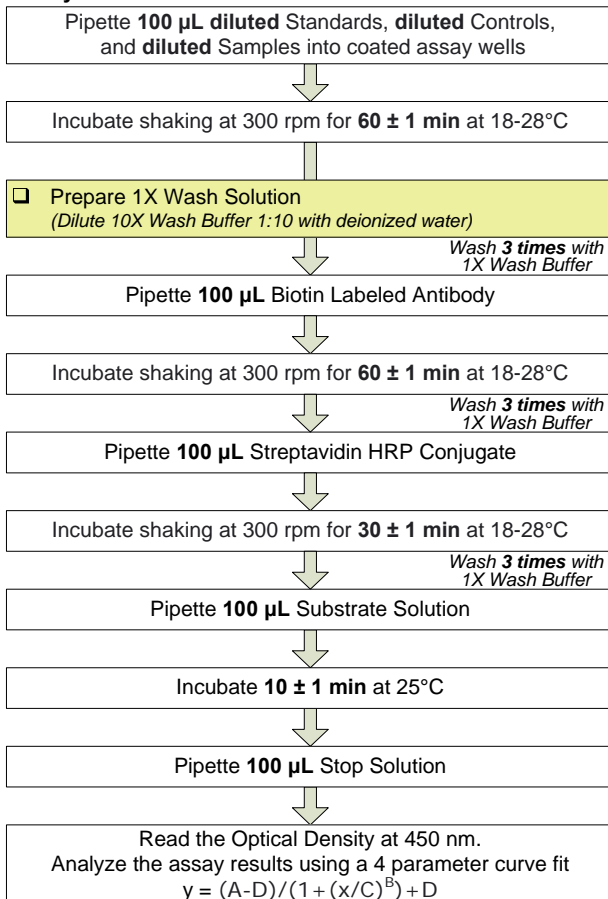 Pipette 100 µL diluted Standards, diluted Controls,
and diluted Samples into coated assay wells
Incubate shaking at 300 rpm for 60 ± 1 min at 18-28°C
❑ Prepare 1X Wash Solution
(Dilute 10X Wash Buffer 1:10 with deionized water)
Wash 3 times with
1X Wash Buffer
Pipette 100 µL Biotin Labeled Antibody
Incubate shaking at 300 rpm for 60 ± 1 min at 18-28°C
Wash 3 times with
1X Wash Buffer
Pipette 100 µL Streptavidin HRP Conjugate
Incubate shaking at 300 rpm for 30 ± 1 min at 18-28°C
Wash 3 times with
1X Wash Buffer
Pipette 100 µL Substrate Solution
Incubate 10 ± 1 min at 25°C
Pipette 100 µL Stop Solution
Read the Optical Density at 450 nm.
Analyze the assay results using a 4 parameter curve fit
y = (A-D)/(1+(x/C)^B)+D